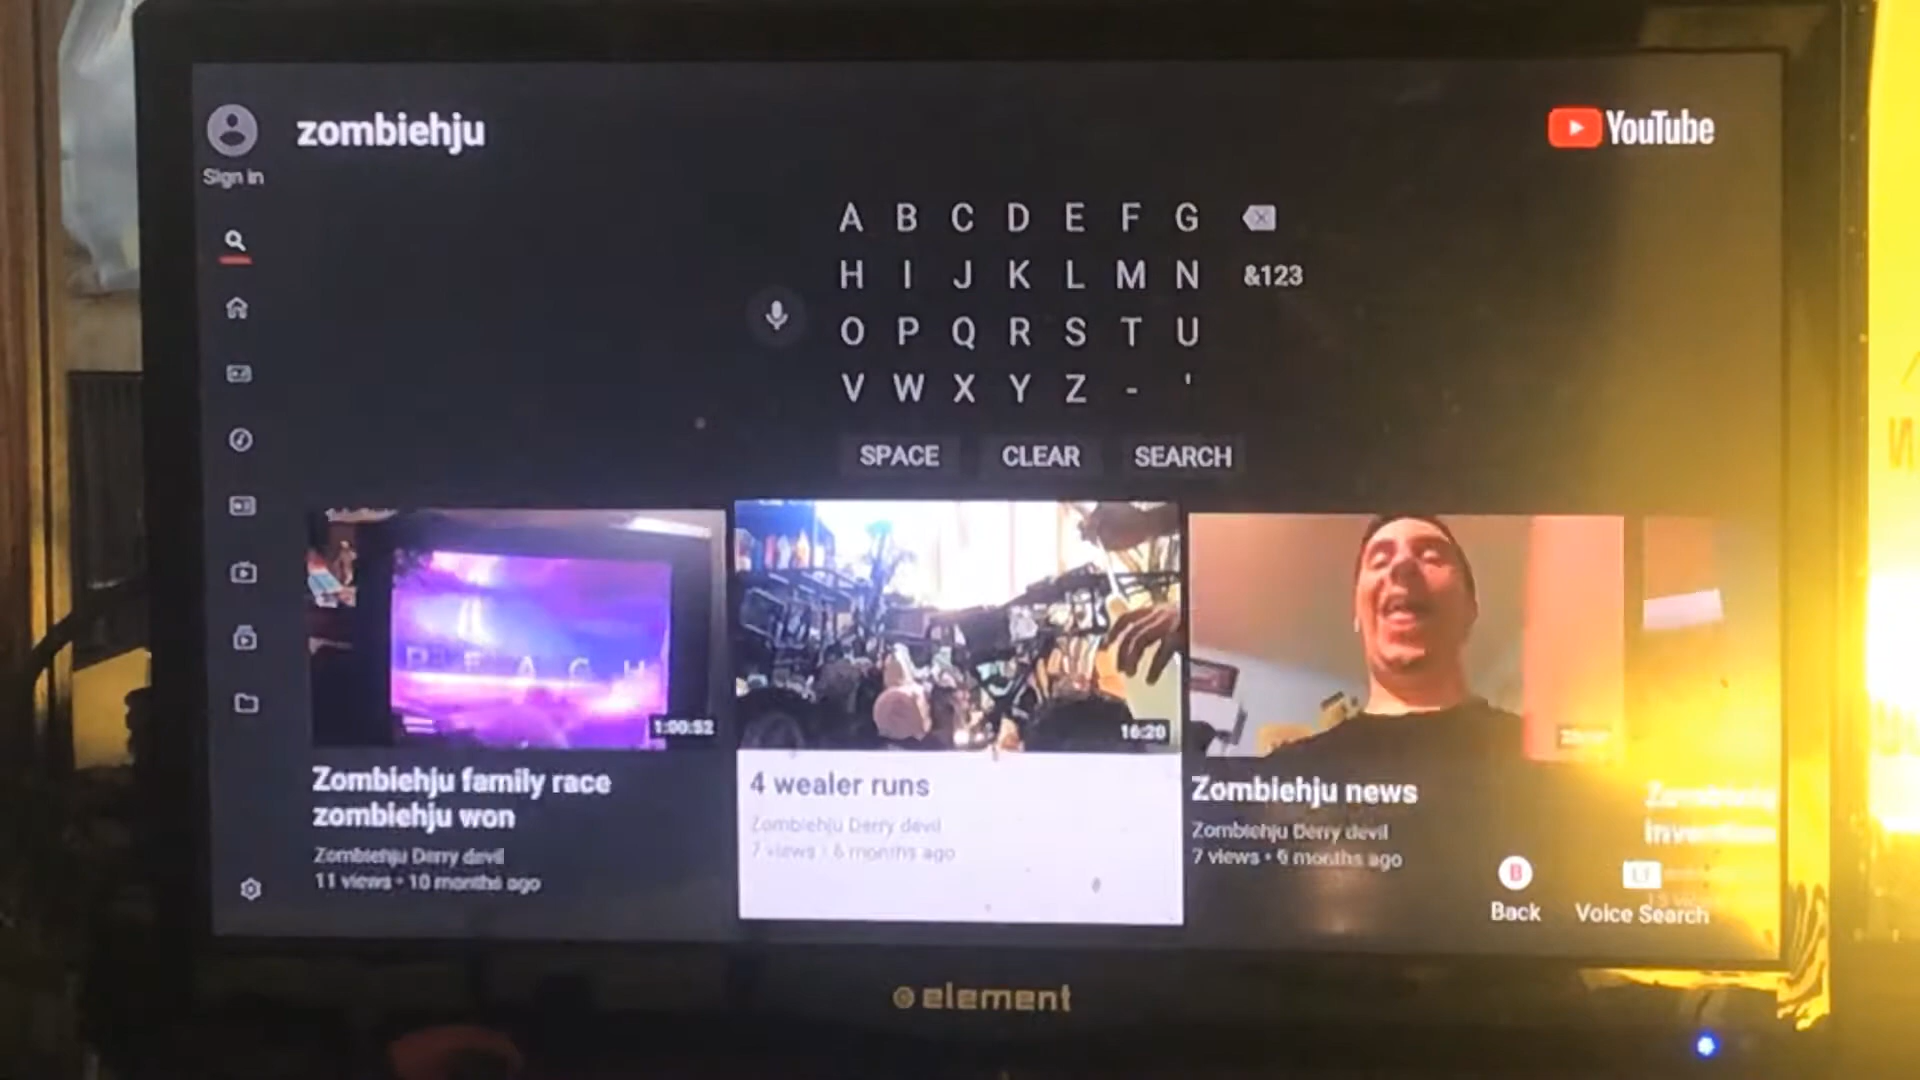 zombiehju
YouTube
Sign in
A B C D E F G
H I J K L M N &123
O P Q R S T U
V W X Y Z - '
SPACE CLEAR SEARCH
P E A C H
1:00:52
16:20
Zombiehju family race
zombiehju won
Zombiehju Derry devil
11 views • 10 months ago
4 wealer runs
Zombiehju Derry devil
7 views • 6 months ago
Zombiehju news
Zombiehju Derry devil
7 views • 6 months ago
B
Back
Voice Search
element